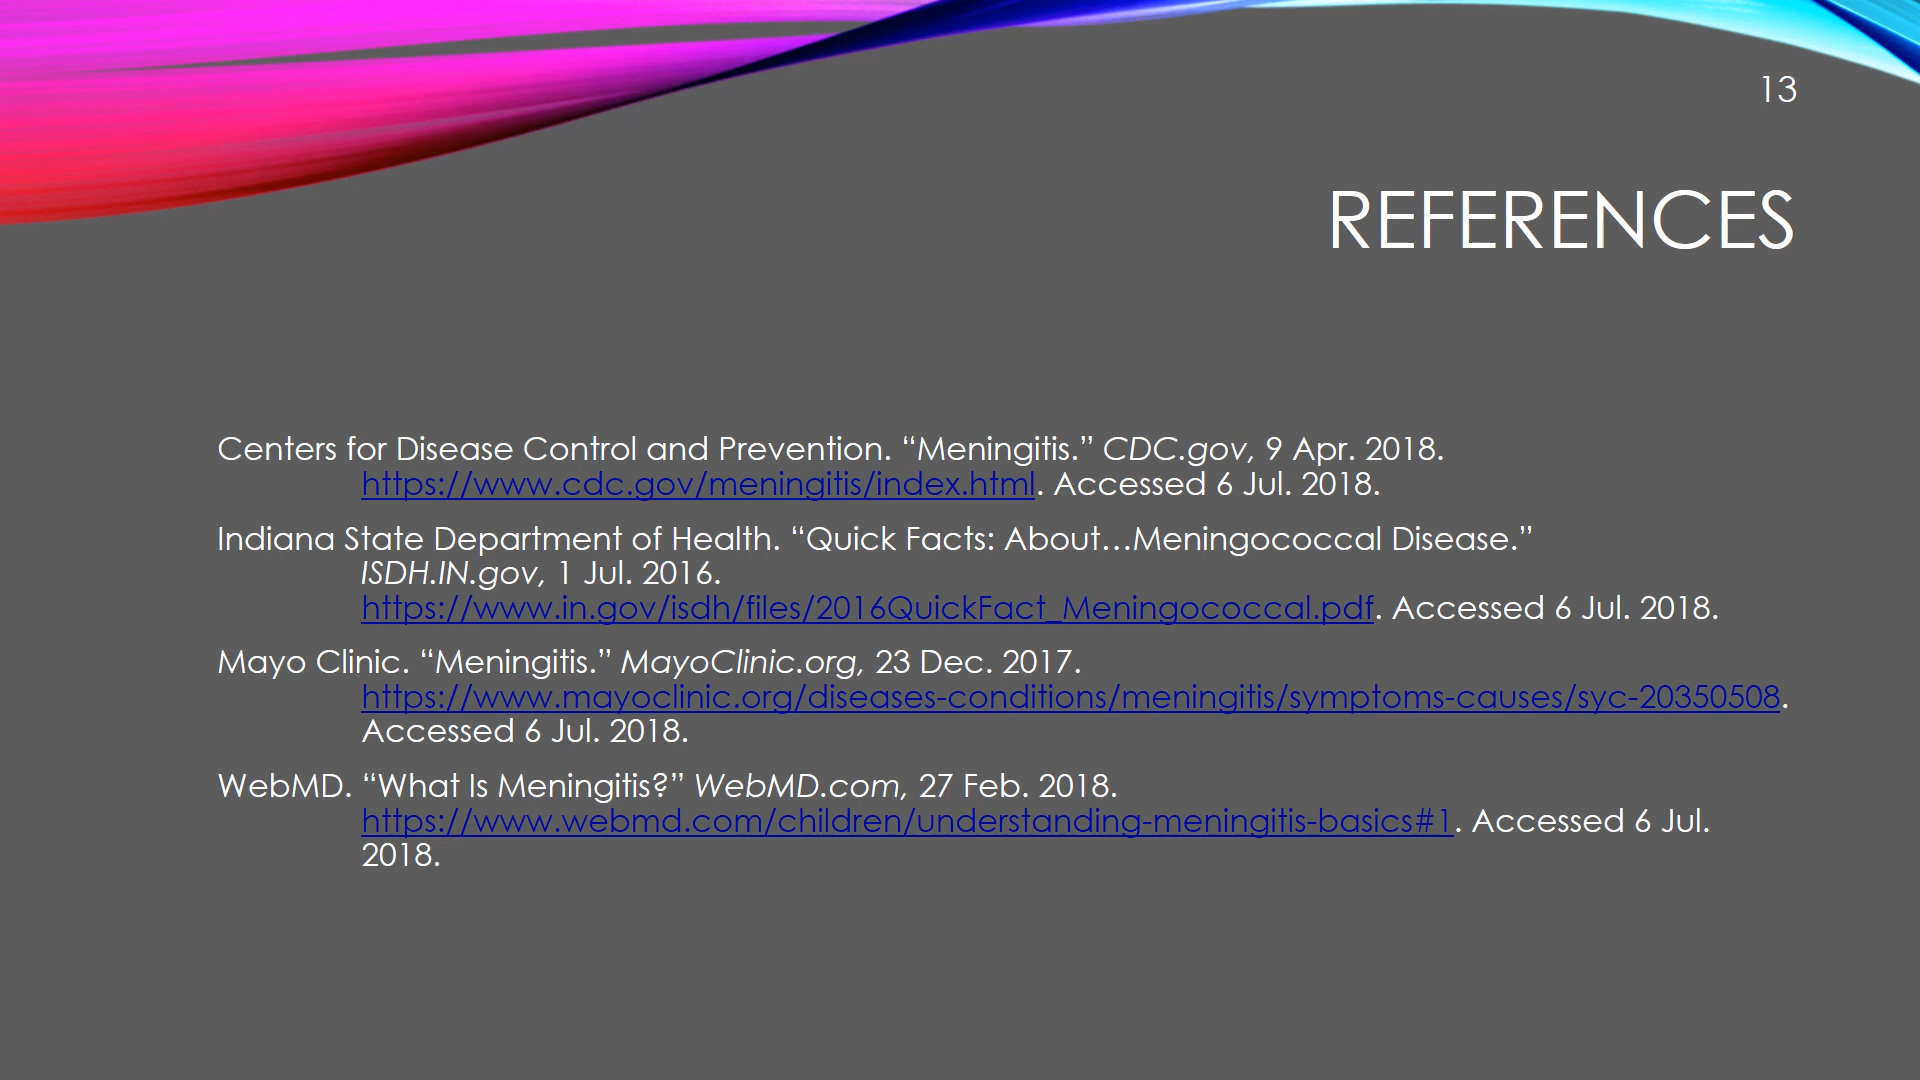 13
REFERENCES
Centers for Disease Control and Prevention. “Meningitis.” CDC.gov, 9 Apr. 2018.
https://www.cdc.gov/meningitis/index.html. Accessed 6 Jul. 2018.
Indiana State Department of Health. “Quick Facts: About…Meningococcal Disease.”
ISDH.IN.gov, 1 Jul. 2016.
https://www.in.gov/isdh/files/2016QuickFact_Meningococcal.pdf. Accessed 6 Jul. 2018.
Mayo Clinic. “Meningitis.” MayoClinic.org, 23 Dec. 2017.
https://www.mayoclinic.org/diseases-conditions/meningitis/symptoms-causes/syc-20350508.
Accessed 6 Jul. 2018.
WebMD. “What Is Meningitis?” WebMD.com, 27 Feb. 2018.
https://www.webmd.com/children/understanding-meningitis-basics#1. Accessed 6 Jul.
2018.